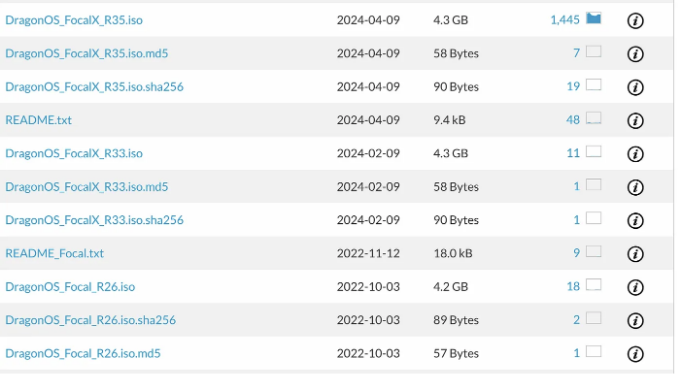 DragonOS_FocalX_R35.iso 2024-04-09 4.3 GB 1,445 i
DragonOS_FocalX_R35.iso.md5 2024-04-09 58 Bytes 7 i
DragonOS_FocalX_R35.iso.sha256 2024-04-09 90 Bytes 19 i
README.txt 2024-04-09 9.4 kB 48 i
DragonOS_FocalX_R33.iso 2024-02-09 4.3 GB 11 i
DragonOS_FocalX_R33.iso.md5 2024-02-09 58 Bytes 1 i
DragonOS_FocalX_R33.iso.sha256 2024-02-09 90 Bytes 1 i
README_Focal.txt 2022-11-12 18.0 kB 9 i
DragonOS_Focal_R26.iso 2022-10-03 4.2 GB 18 i
DragonOS_Focal_R26.iso.sha256 2022-10-03 89 Bytes 2 i
DragonOS_Focal_R26.iso.md5 2022-10-03 57 Bytes 1 i